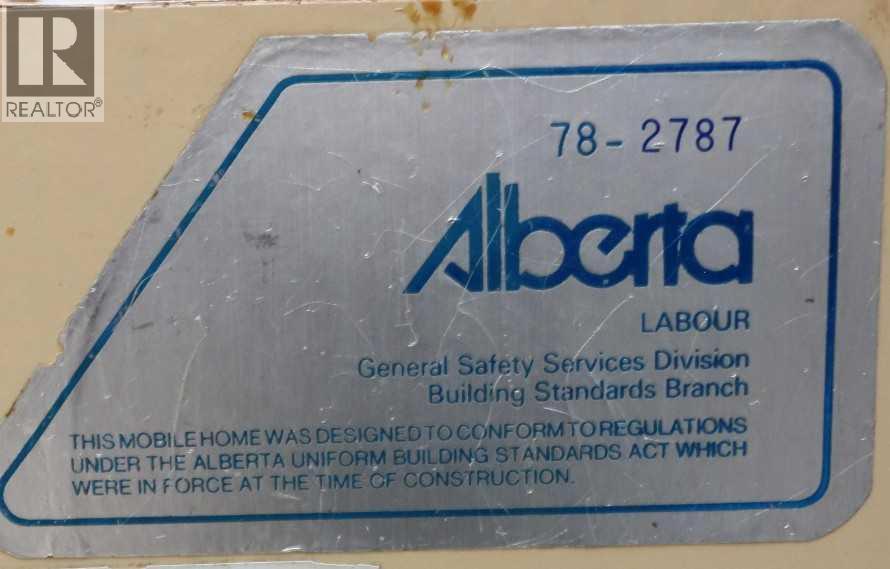 R
REALTOR®
78-2787
Alberta
LABOUR
General Safety Services Division
Building Standards Branch
THIS MOBILE HOME WAS DESIGNED TO CONFORM TO REGULATIONS
UNDER THE ALBERTA UNIFORM BUILDING STANDARDS ACT WHICH
WERE IN FORCE AT THE TIME OF CONSTRUCTION.